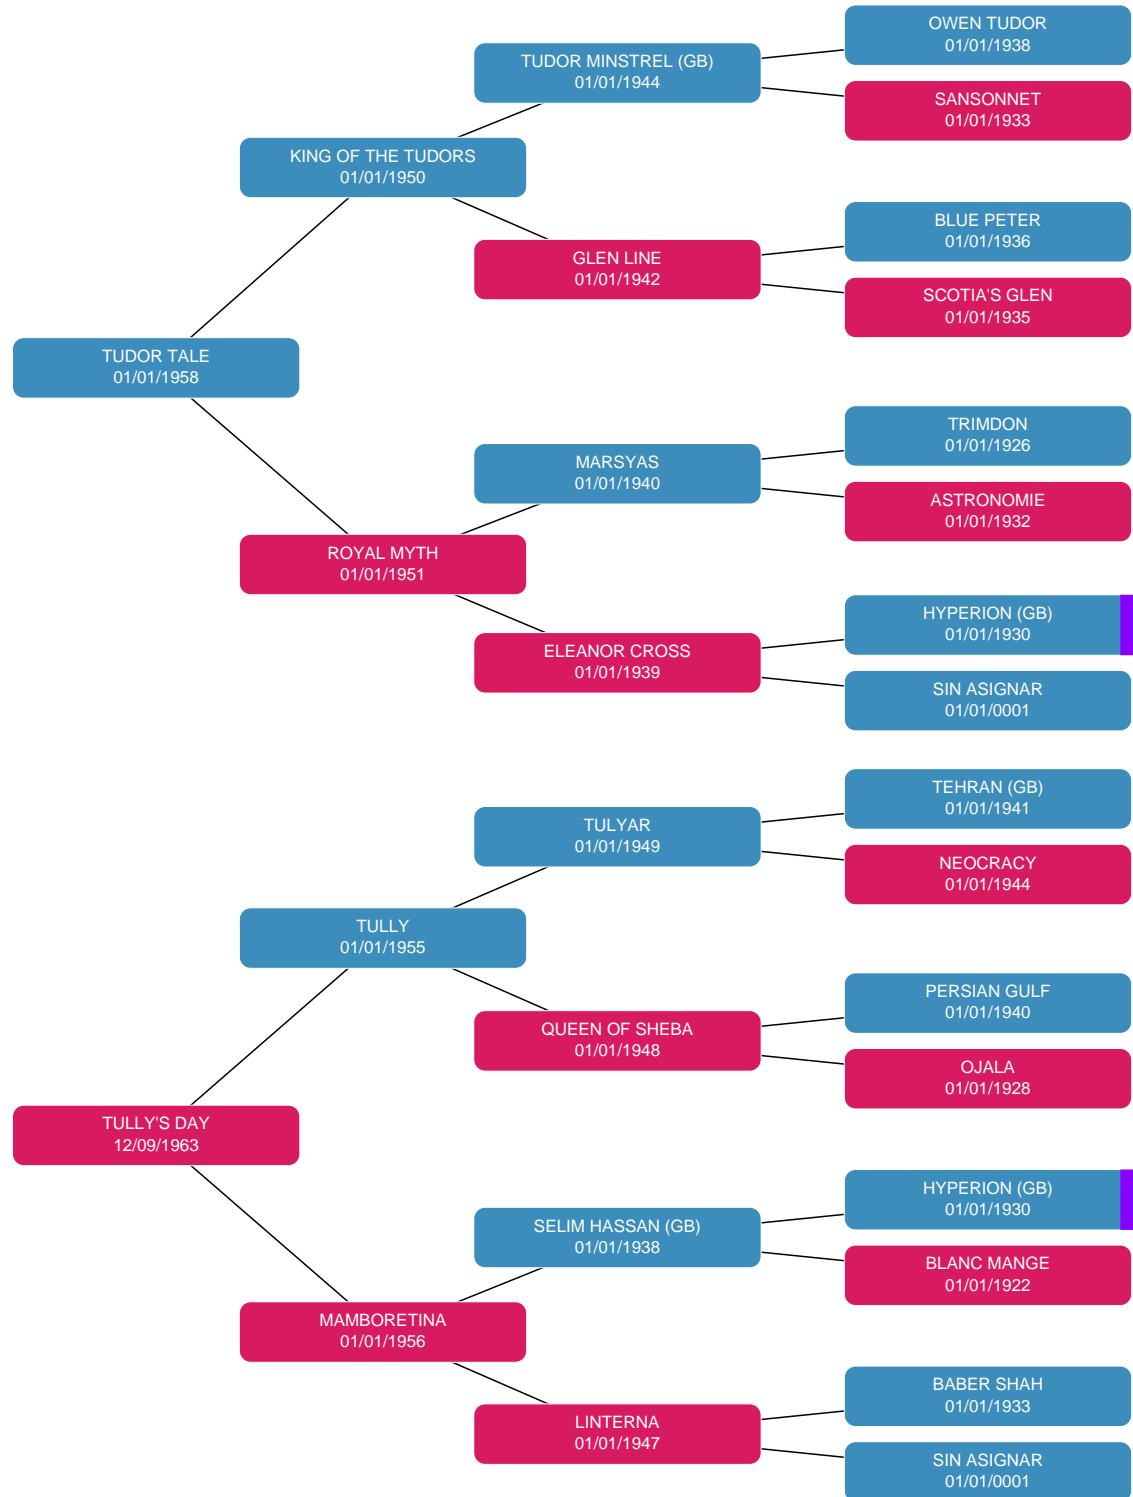 OWEN TUDOR
01/01/1938
TUDOR MINSTREL (GB)
01/01/1944
SANSONNET
01/01/1933
KING OF THE TUDORS
01/01/1950
BLUE PETER
01/01/1936
GLEN LINE
01/01/1942
SCOTIA'S GLEN
01/01/1935
TUDOR TALE
01/01/1958
TRIMDON
01/01/1926
MARSYAS
01/01/1940
ASTRONOMIE
01/01/1932
ROYAL MYTH
01/01/1951
HYPERION (GB)
01/01/1930
ELEANOR CROSS
01/01/1939
SIN ASIGNAR
01/01/0001
TEHRAN (GB)
01/01/1941
TULYAR
01/01/1949
NEOCRACY
01/01/1944
TULLY
01/01/1955
PERSIAN GULF
01/01/1940
QUEEN OF SHEBA
01/01/1948
OJALA
01/01/1928
TULLY'S DAY
12/09/1963
HYPERION (GB)
01/01/1930
SELIM HASSAN (GB)
01/01/1938
BLANC MANGE
01/01/1922
MAMBORETINA
01/01/1956
BABER SHAH
01/01/1933
LINTERNA
01/01/1947
SIN ASIGNAR
01/01/0001